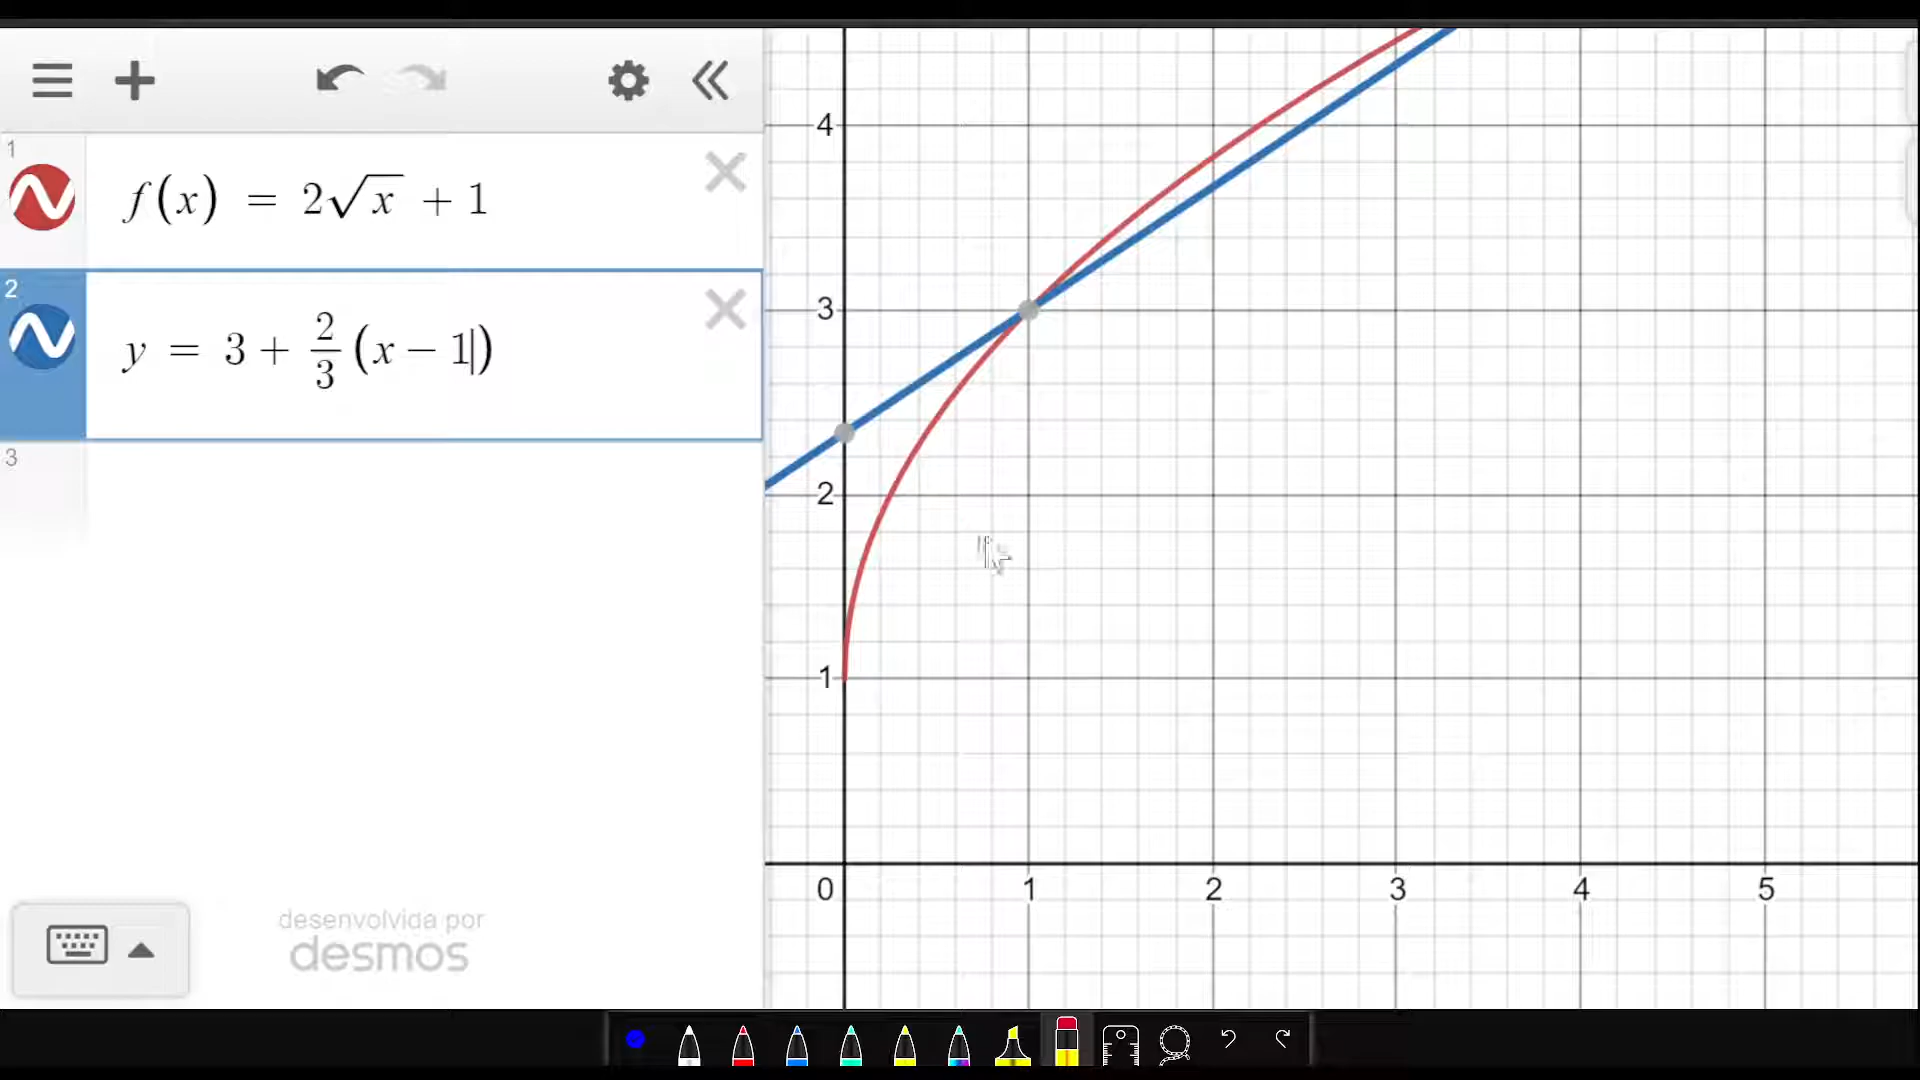 1
f(x) = 2√x + 1
2
y = 3 + 2/3 (x − 1)
3
desenvolvida por
desmos
4
3
2
1
0 1 2 3 4 5